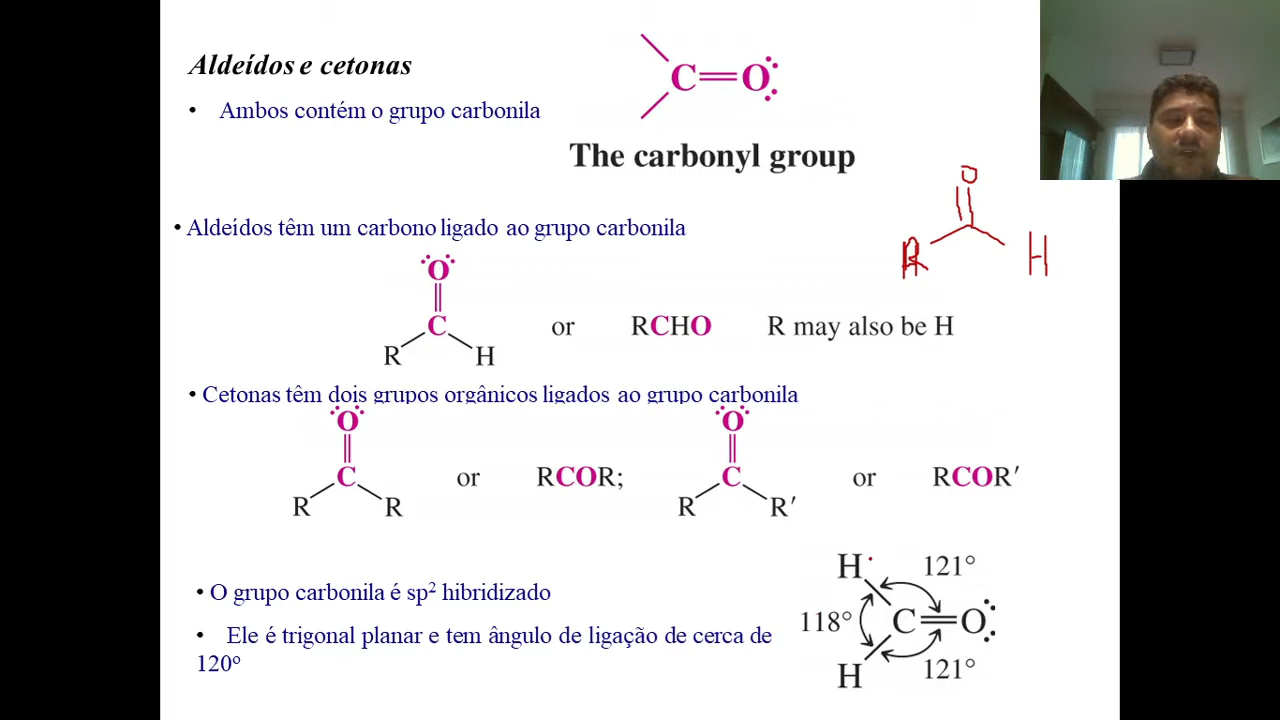 Aldeídos e cetonas
C=O
• Ambos contém o grupo carbonila
The carbonyl group
O
R H
• Aldeídos têm um carbono ligado ao grupo carbonila
O
C
R H
or RCHO R may also be H
• Cetonas têm dois grupos orgânicos ligados ao grupo carbonila
O
C
R R
or RCOR;
O
C
R R′
or RCOR′
• O grupo carbonila é sp² hibridizado
• Ele é trigonal planar e tem ângulo de ligação de cerca de
120º
H 121°
118° C=O
H 121°